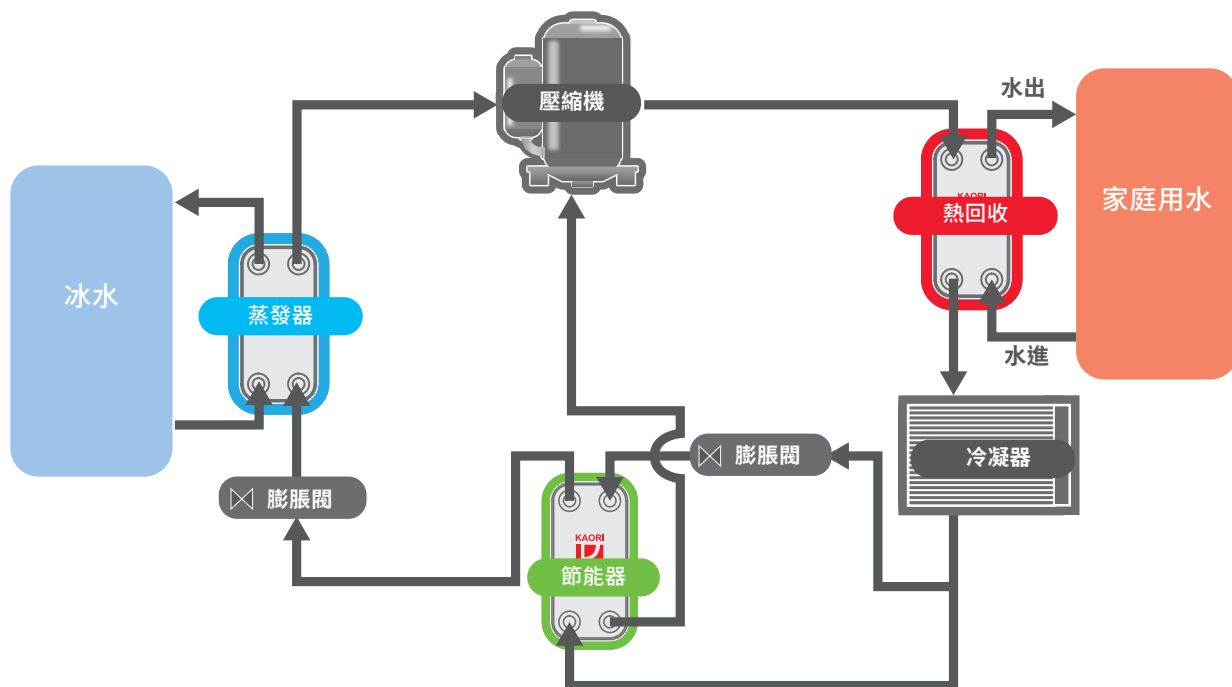 壓縮機
水出
KAORI
熱回收
家庭用水
冰水
蒸發器
水進
膨脹閥
冷凝器
膨脹閥
KAORI
節能器